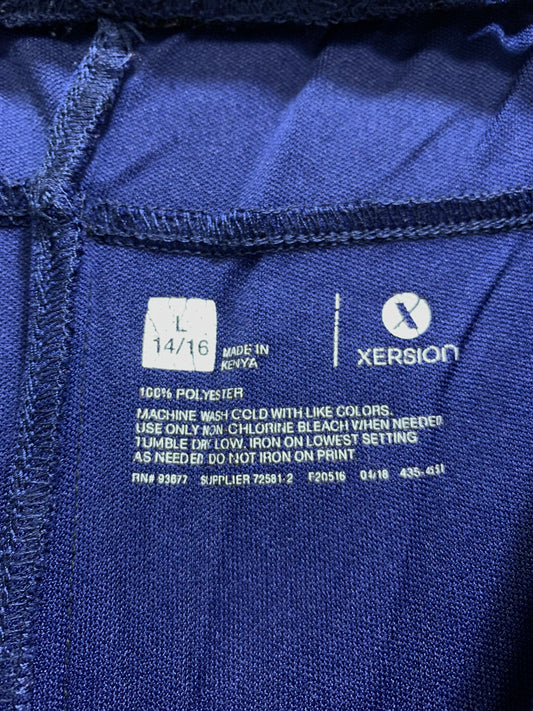 L
14/16
MADE IN
KENYA
X
XERSION
100% POLYESTER
MACHINE WASH COLD WITH LIKE COLORS.
USE ONLY NON-CHLORINE BLEACH WHEN NEEDED
TUMBLE DRY LOW. IRON ON LOWEST SETTING
AS NEEDED DO NOT IRON ON PRINT
RN# 93677 SUPPLIER 72581-2 F20516 04/18